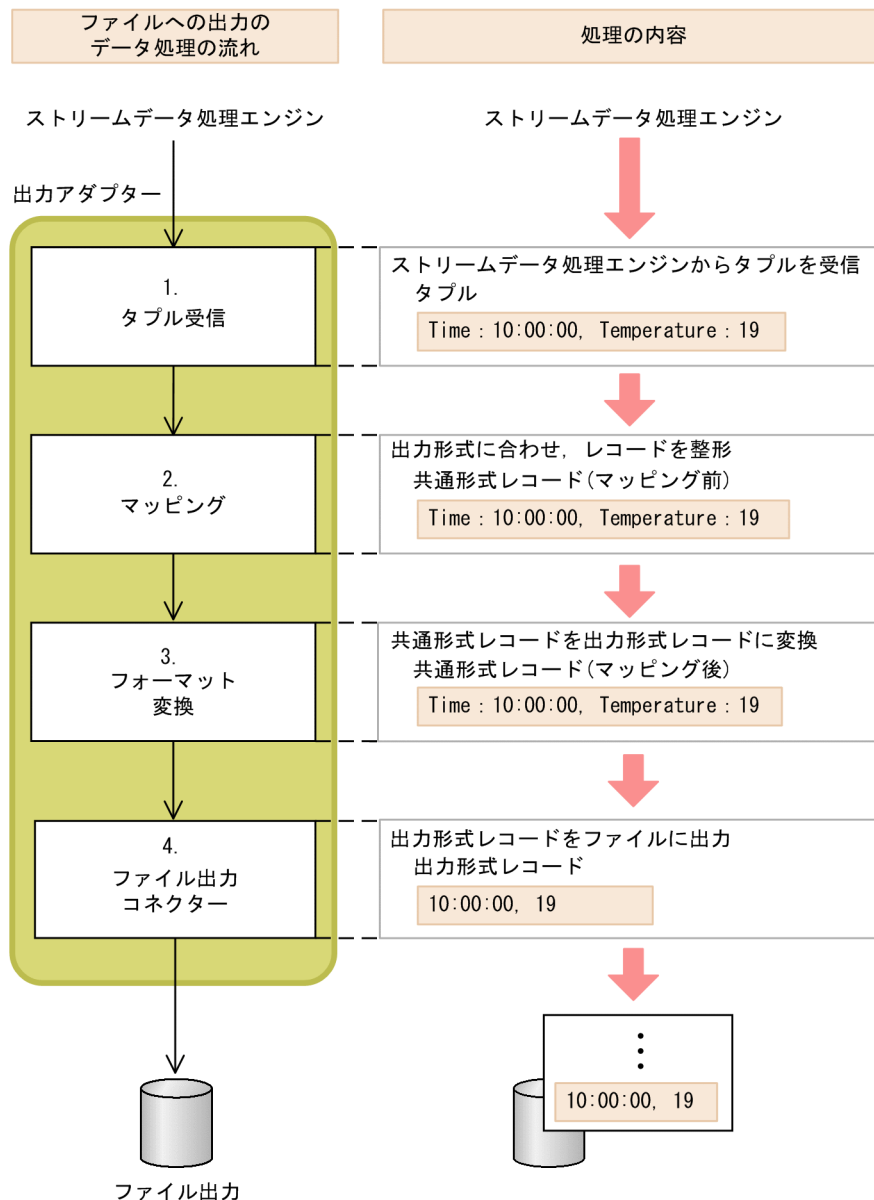 ファイルへの出力の
データ処理の流れ
処理の内容
ストリームデータ処理エンジン
ストリームデータ処理エンジン
出力アダプター
1.
タプル受信
ストリームデータ処理エンジンからタプルを受信
タプル
Time：10:00:00, Temperature：19
2.
マッピング
出力形式に合わせ，レコードを整形
共通形式レコード(マッピング前)
Time：10:00:00, Temperature：19
3.
フォーマット
変換
共通形式レコードを出力形式レコードに変換
共通形式レコード(マッピング後)
Time：10:00:00, Temperature：19
4.
ファイル出力
コネクター
出力形式レコードをファイルに出力
出力形式レコード
10:00:00, 19
10:00:00, 19
ファイル出力